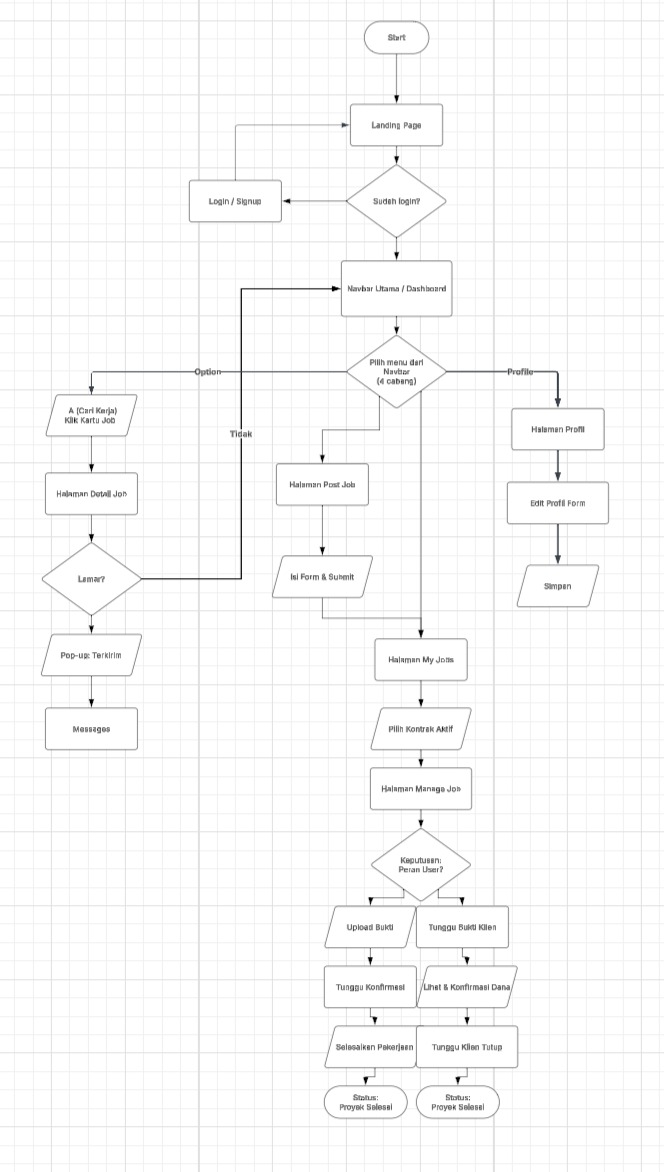 Start
Landing Page
Login / Signup
Sudah login?
Navbar Utama / Dashboard
Pilih menu dari
Navbar
(4 cabang)
Option
Profile
A (Cari Kerja)
Klik Kartu Job
Tidak
Halaman Profil
Halaman Detail Job
Halaman Post Job
Edit Profil Form
Lamar?
Isi Form & Submit
Simpan
Pop-up: Terkirim
Halaman My Jobs
Messages
Pilih Kontrak Aktif
Halaman Manage Job
Keputusan:
Peran User?
Upload Bukti
Tunggu Bukti Klien
Tunggu Konfirmasi
Lihat & Konfirmasi Dana
Selesaikan Pekerjaan
Tunggu Klien Tutup
Status:
Proyek Selesai
Status:
Proyek Selesai